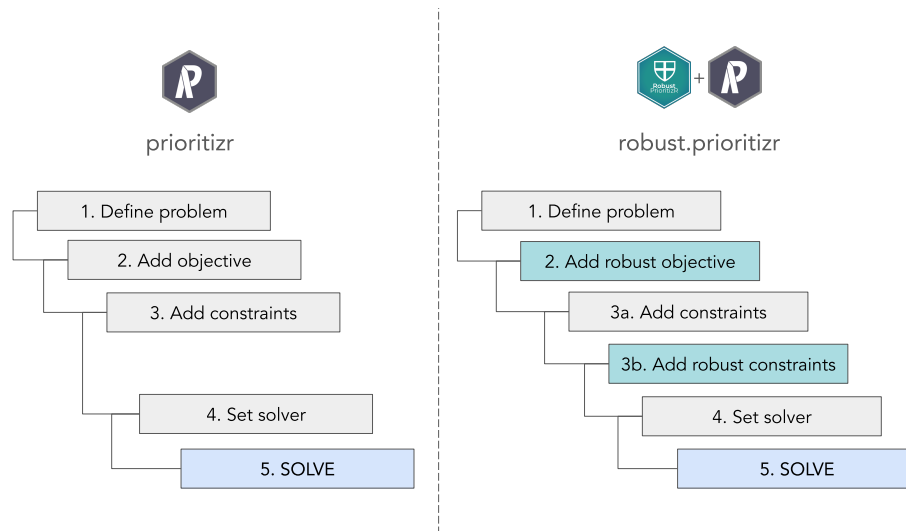 prioritizr
1. Define problem
2. Add objective
3. Add constraints
4. Set solver
5. SOLVE
Robust
PrioritizR
+
robust.prioritizr
1. Define problem
2. Add robust objective
3a. Add constraints
3b. Add robust constraints
4. Set solver
5. SOLVE